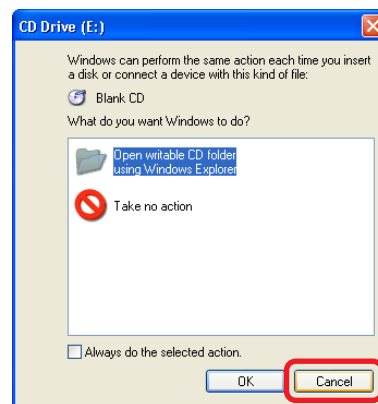 CD Drive (E:)
Windows can perform the same action each time you insert
a disk or connect a device with this kind of file:
Blank CD
What do you want Windows to do?
Open writable CD folder
using Windows Explorer
Take no action
Always do the selected action.
OK
Cancel